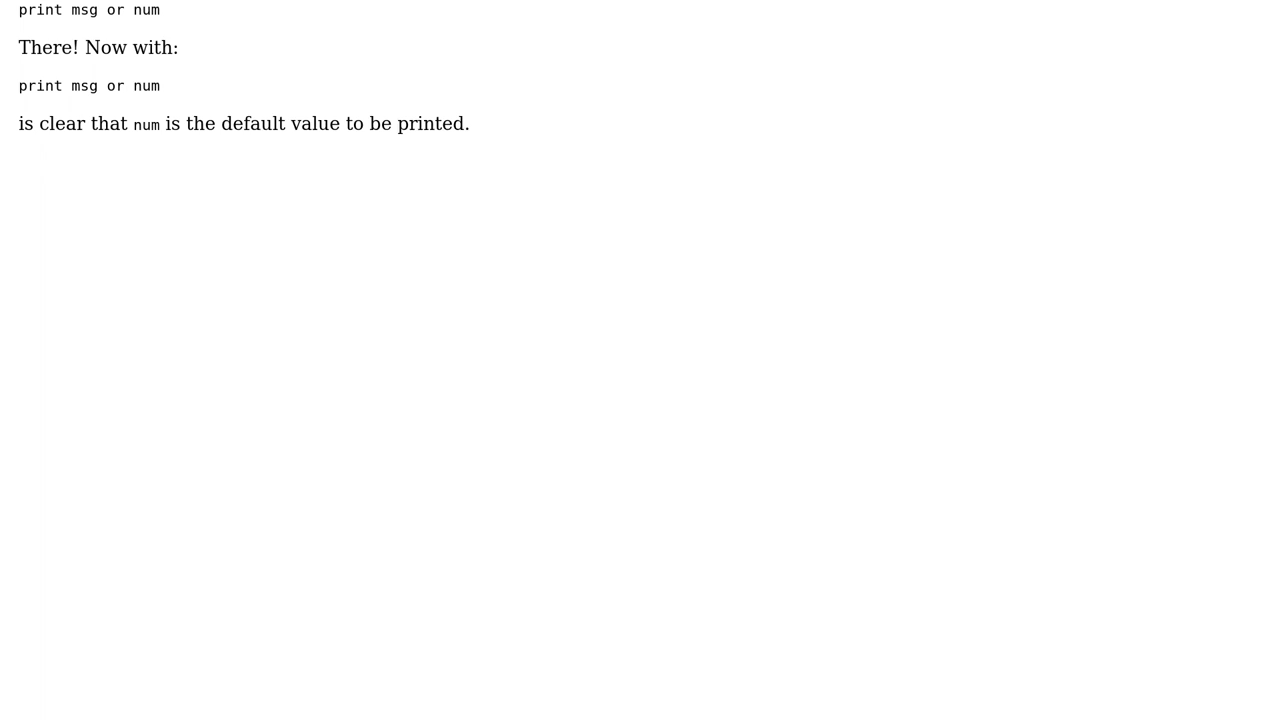 print msg or num
There! Now with:
print msg or num
is clear that num is the default value to be printed.